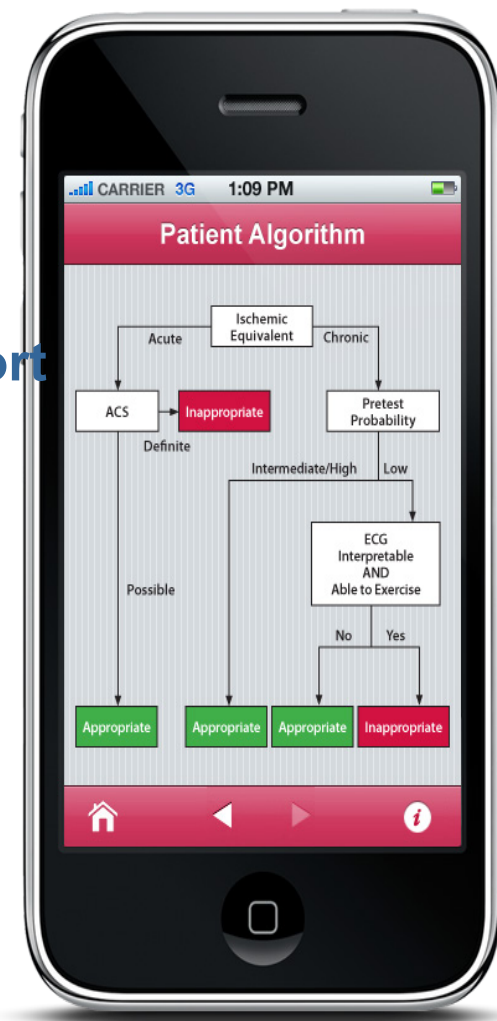 CARRIER 3G 1:09 PM
Patient Algorithm
ort
Ischemic
Equivalent
Acute
Chronic
ACS
Inappropriate
Definite
Pretest
Probability
Intermediate/High
Low
ECG
Interpretable
AND
Able to Exercise
Possible
No
Yes
Appropriate
Appropriate
Appropriate
Inappropriate
i